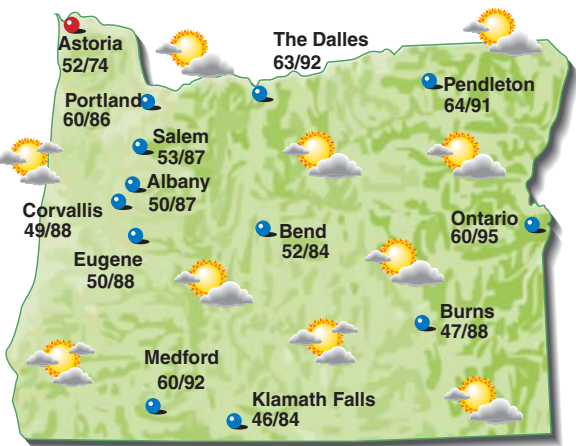 Astoria
52/74
The Dalles
63/92
Pendleton
64/91
Portland
60/86
Salem
53/87
Albany
50/87
Corvallis
49/88
Eugene
50/88
Bend
52/84
Ontario
60/95
Burns
47/88
Medford
60/92
Klamath Falls
46/84